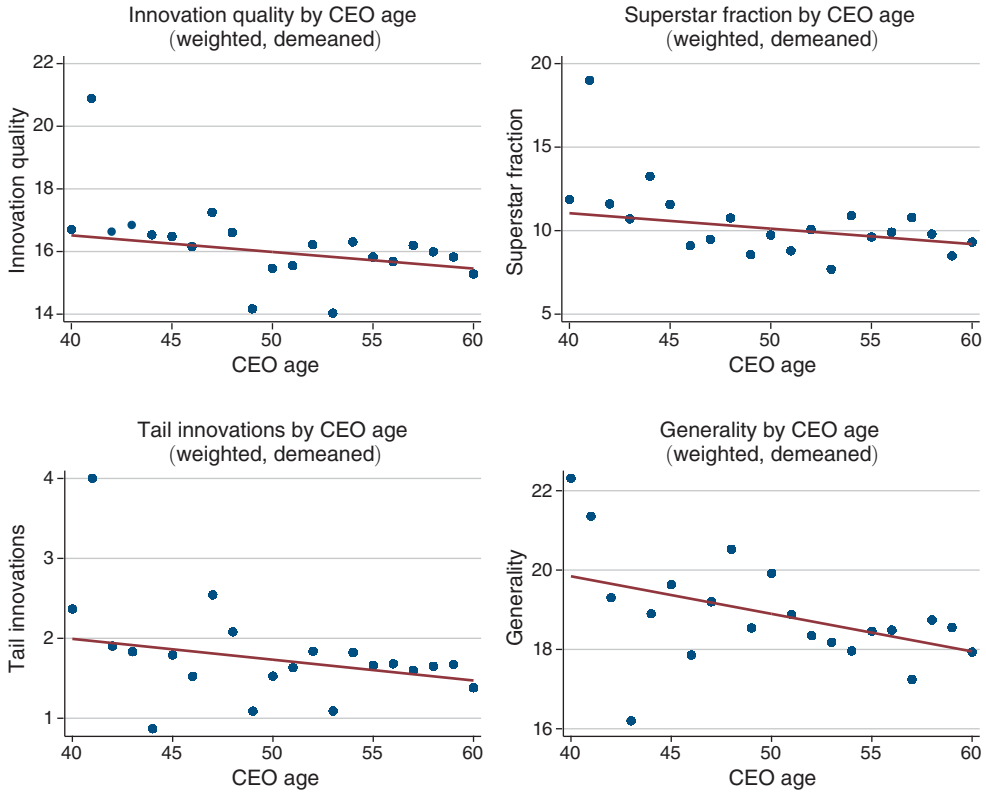 Innovation quality by CEO age
(weighted, demeaned)
Innovation quality
22
20
18
16
14
40
45
50
55
60
CEO age
Superstar fraction by CEO age
(weighted, demeaned)
Superstar fraction
20
15
10
5
40
45
50
55
60
CEO age
Tail innovations by CEO age
(weighted, demeaned)
Tail innovations
4
3
2
1
40
45
50
55
60
CEO age
Generality by CEO age
(weighted, demeaned)
Generality
22
20
18
16
40
45
50
55
60
CEO age